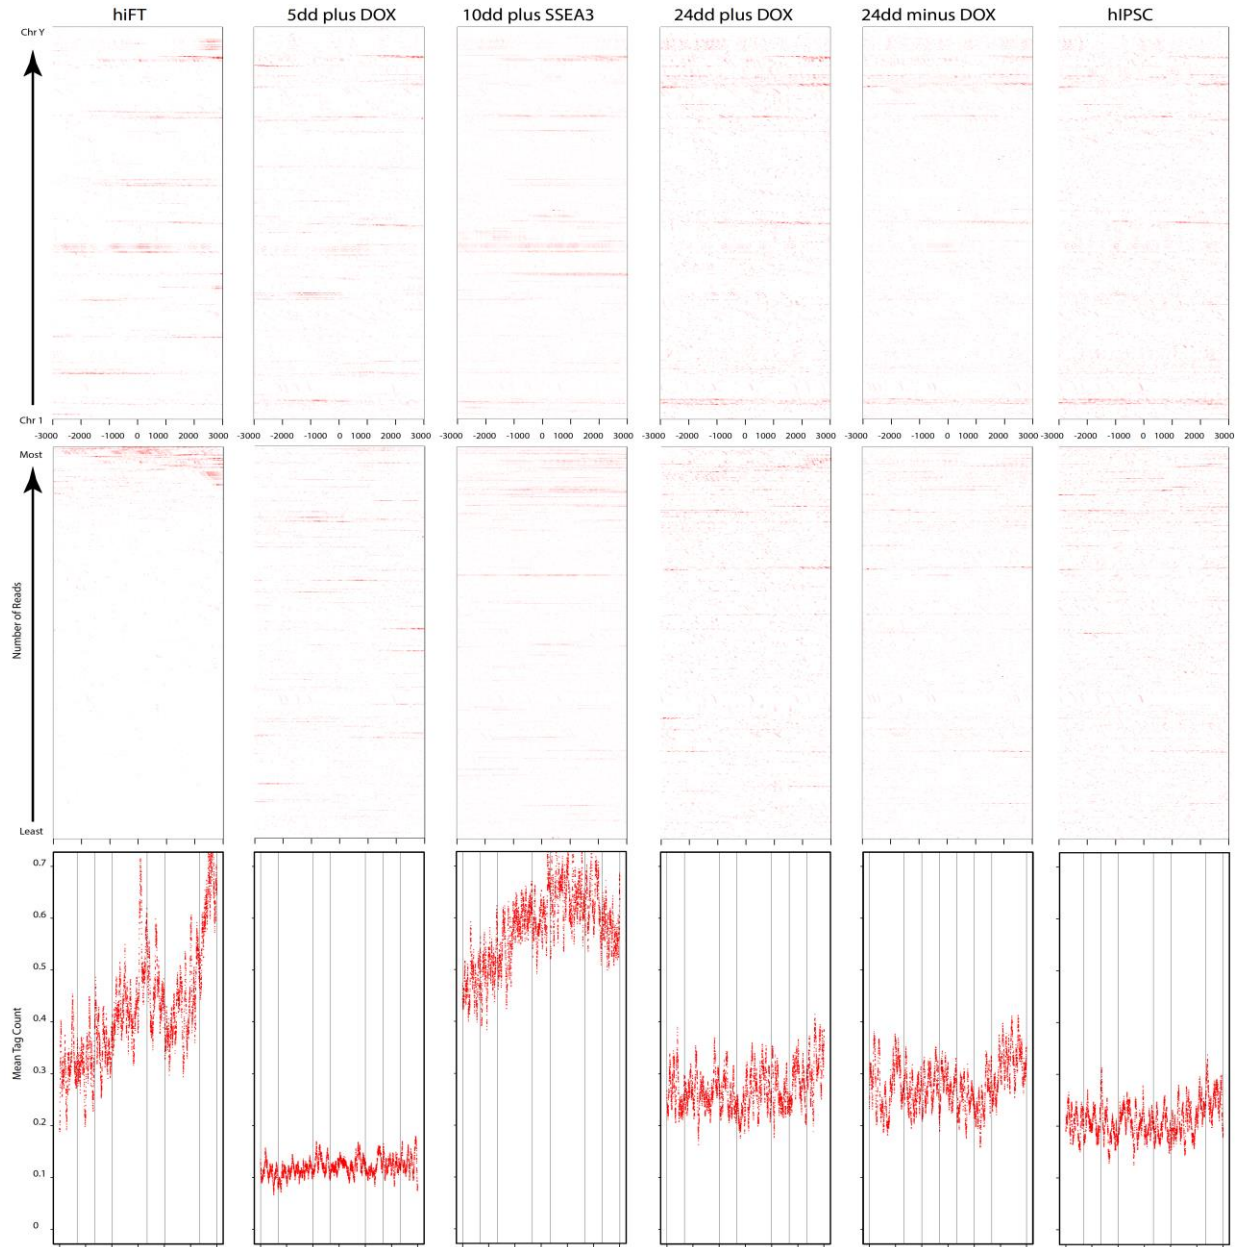 hiFT 5dd plus DOX 10dd plus SSEA3 24dd plus DOX 24dd minus DOX hIPSC
Chr Y
Chr 1
-3000 -2000 -1000 0 1000 2000 3000 -3000 -2000 -1000 0 1000 2000 3000 -3000 -2000 -1000 0 1000 2000 3000 -3000 -2000 -1000 0 1000 2000 3000 -3000 -2000 -1000 0 1000 2000 3000 -3000 -2000 -1000 0 1000 2000 3000
Most
Number of Reads
Least
0.7
0.6
0.5
0.4
Mean Tag Count
0.3
0.2
0.1
0